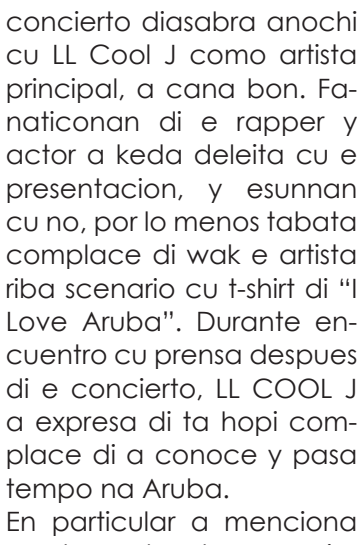 concierto diasabra anochi
cu LL Cool J como artista
principal, a cana bon. Fa-
naticonan di e rapper y
actor a keda deleita cu e
presentacion, y esunnan
cu no, por lo menos tabata
complace di wak e artista
riba scenario cu t-shirt di “I
Love Aruba”. Durante en-
cuentro cu prensa despues
di e concierto, LL COOL J
a expresa di ta hopi com-
place di a conoce y pasa
tempo na Aruba.
En particular a menciona